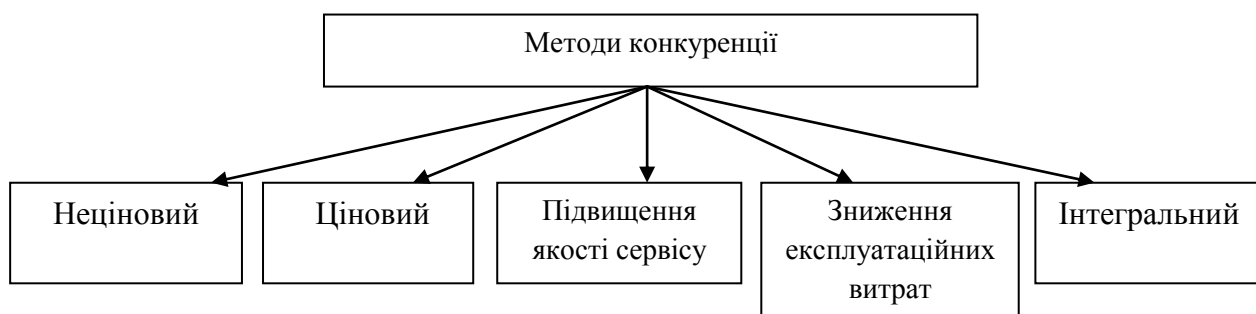 Методи конкуренції
Неціновий
Ціновий
Підвищення
якості сервісу
Зниження
експлуатаційних
витрат
Інтегральний